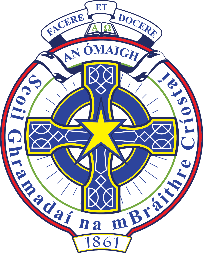 FACERE ET DOCERE
Α Ω
AN ÓMAIGH
Scoil Ghramadaí na mBráithre Críostaí
1861